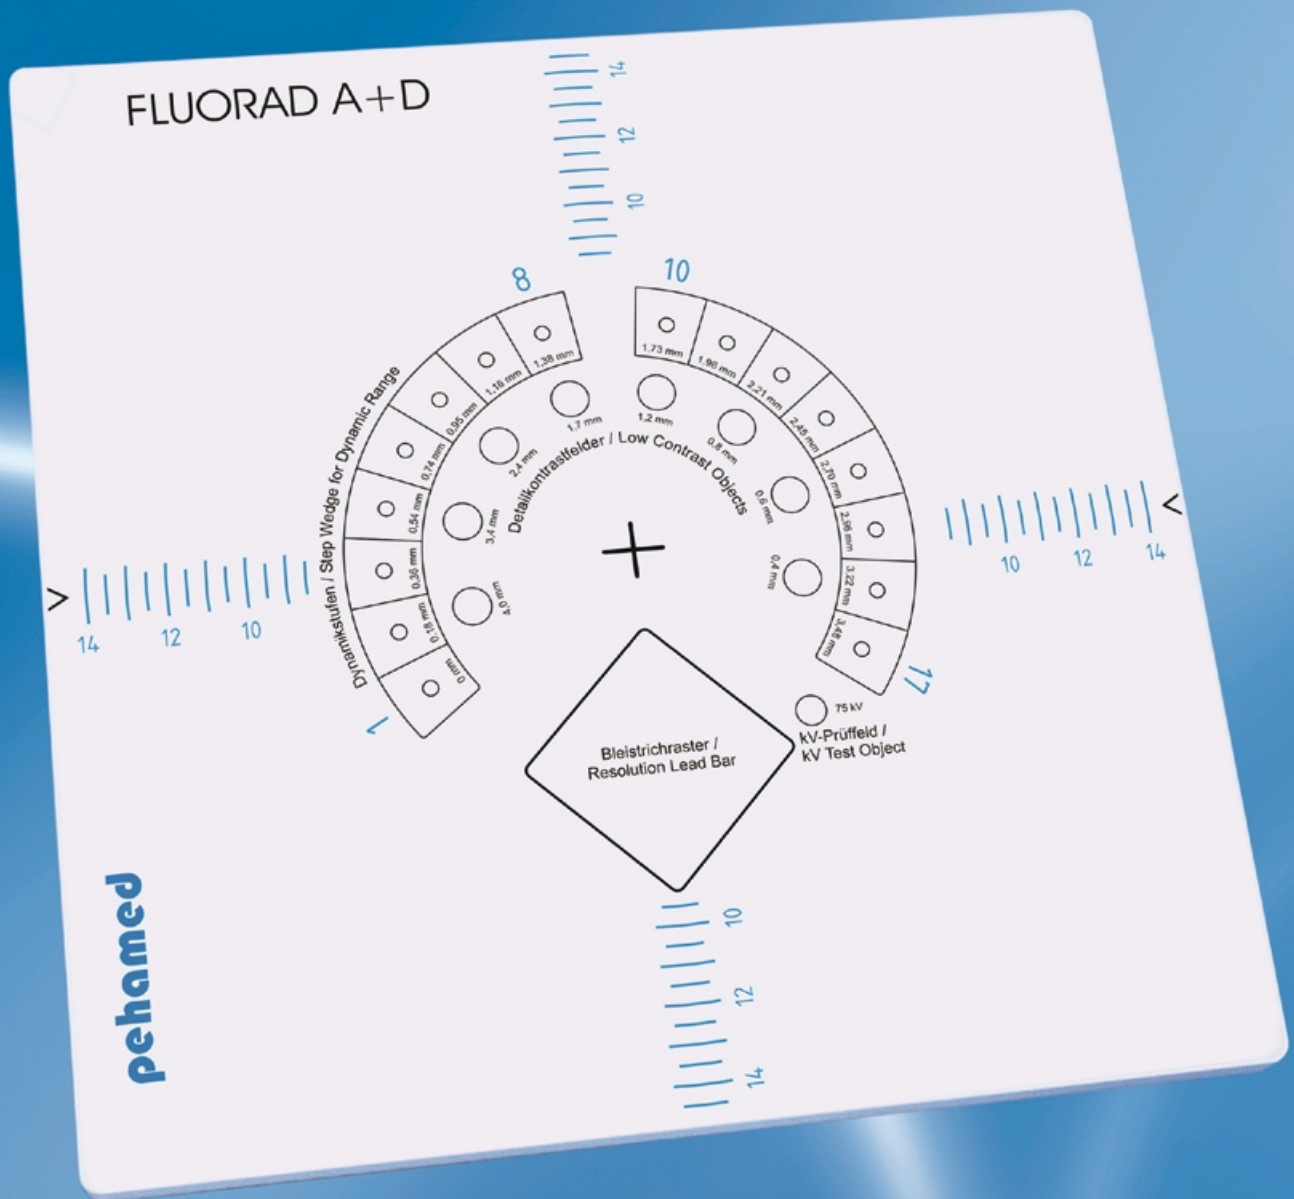 FLUORAD A+D
14
12
10
8
10
Dynamikstufen / Step Wedge for Dynamic Range
0 mm
0,18 mm
0,36 mm
0,54 mm
0,74 mm
0,95 mm
1,16 mm
1,38 mm
1,73 mm
1,96 mm
2,21 mm
2,45 mm
2,70 mm
2,96 mm
3,22 mm
3,48 mm
1
17
4,0 mm
3,4 mm
2,4 mm
1,7 mm
1,2 mm
0,8 mm
0,6 mm
0,4 mm
Detailkontrastfelder / Low Contrast Objects
> 14 12 10
10 12 14 <
75 kV
kV-Prüffeld /
kV Test Object
Bleistrichraster /
Resolution Lead Bar
10
12
14
pehamed